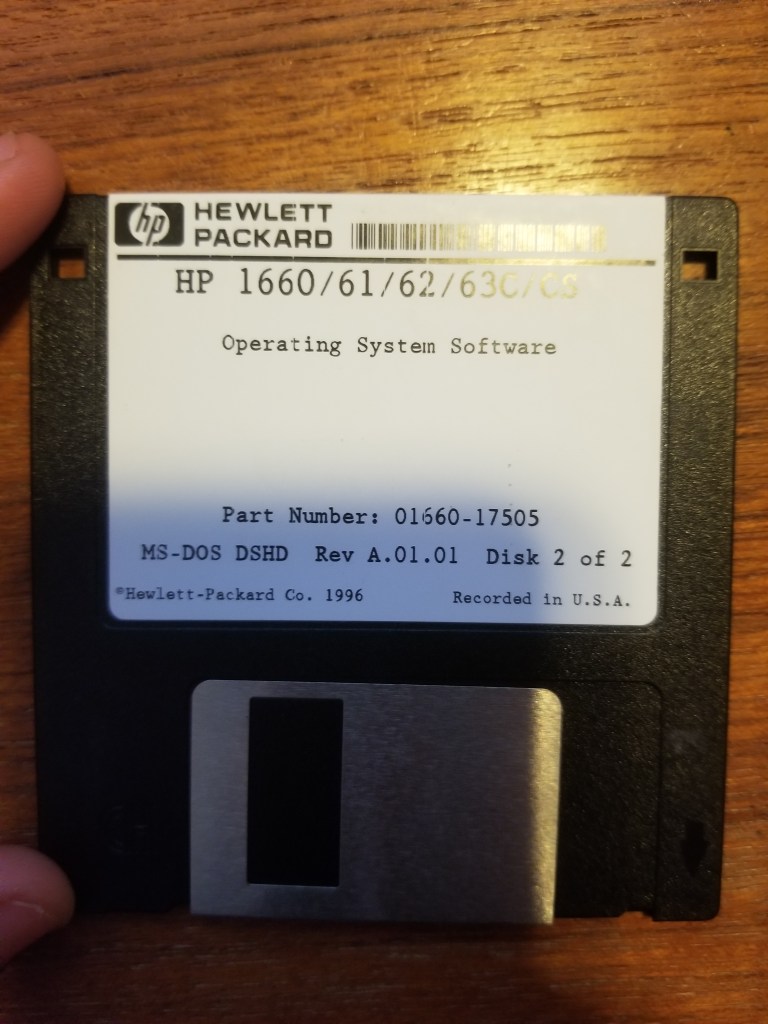 hp HEWLETT
PACKARD
HP 1660/61/62/63C/CS
Operating System Software
Part Number: 01660-17505
MS-DOS DSHD Rev A.01.01 Disk 2 of 2
©Hewlett-Packard Co. 1996 Recorded in U.S.A.